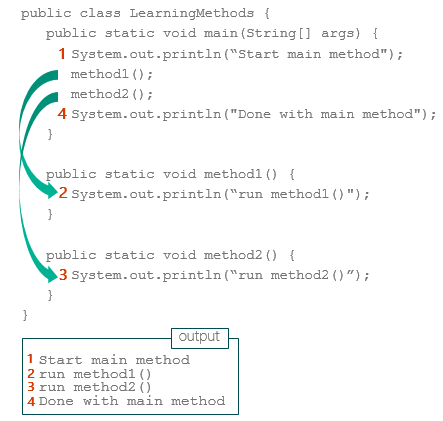 public class LearningMethods {
public static void main(String[] args) {
1 System.out.println(“Start main method");
method1();
method2();
4 System.out.println("Done with main method");
}
public static void method1() {
2 System.out.println(“run method1()");
}
public static void method2() {
3 System.out.println(“run method2()”);
}
}
output
1 Start main method
2 run method1()
3 run method2()
4 Done with main method